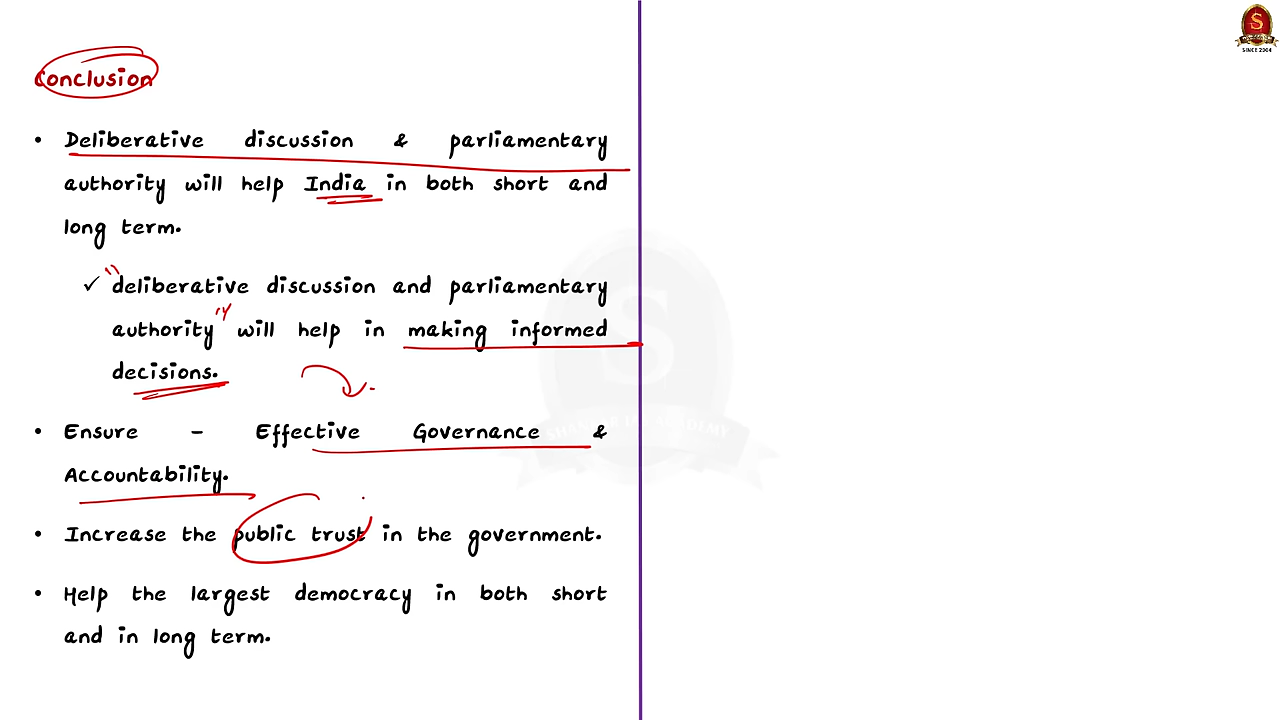 Conclusion
• Deliberative discussion & parliamentary
authority will help India in both short and
long term.
✓ "deliberative discussion and parliamentary
authority" will help in making informed
decisions.
• Ensure - Effective Governance &
Accountability.
• Increase the public trust in the government.
• Help the largest democracy in both short
and in long term.
S
SINCE 2004
S